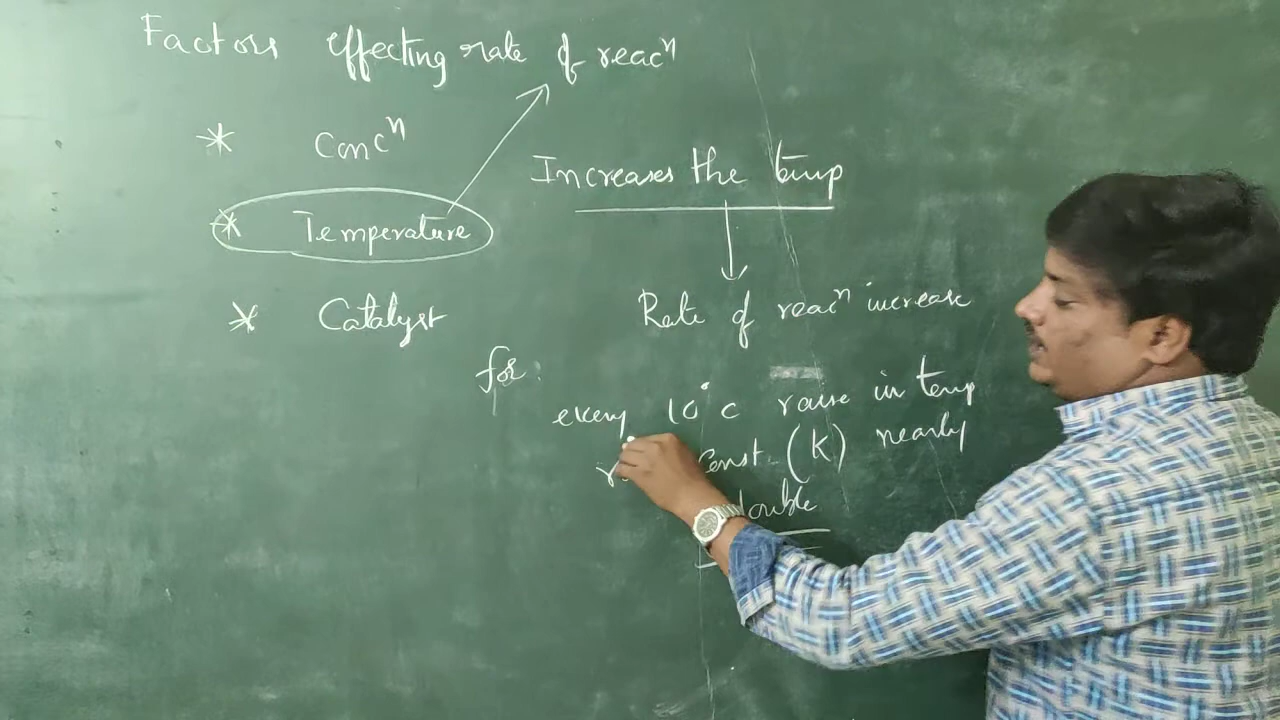 Factors effecting rate of reacⁿ
* Concⁿ
* Temperature
* Catalyst
Increases the temp
Rate of reacⁿ increase
for:
every 10°c raise in temp
Const. (K) nearly
double